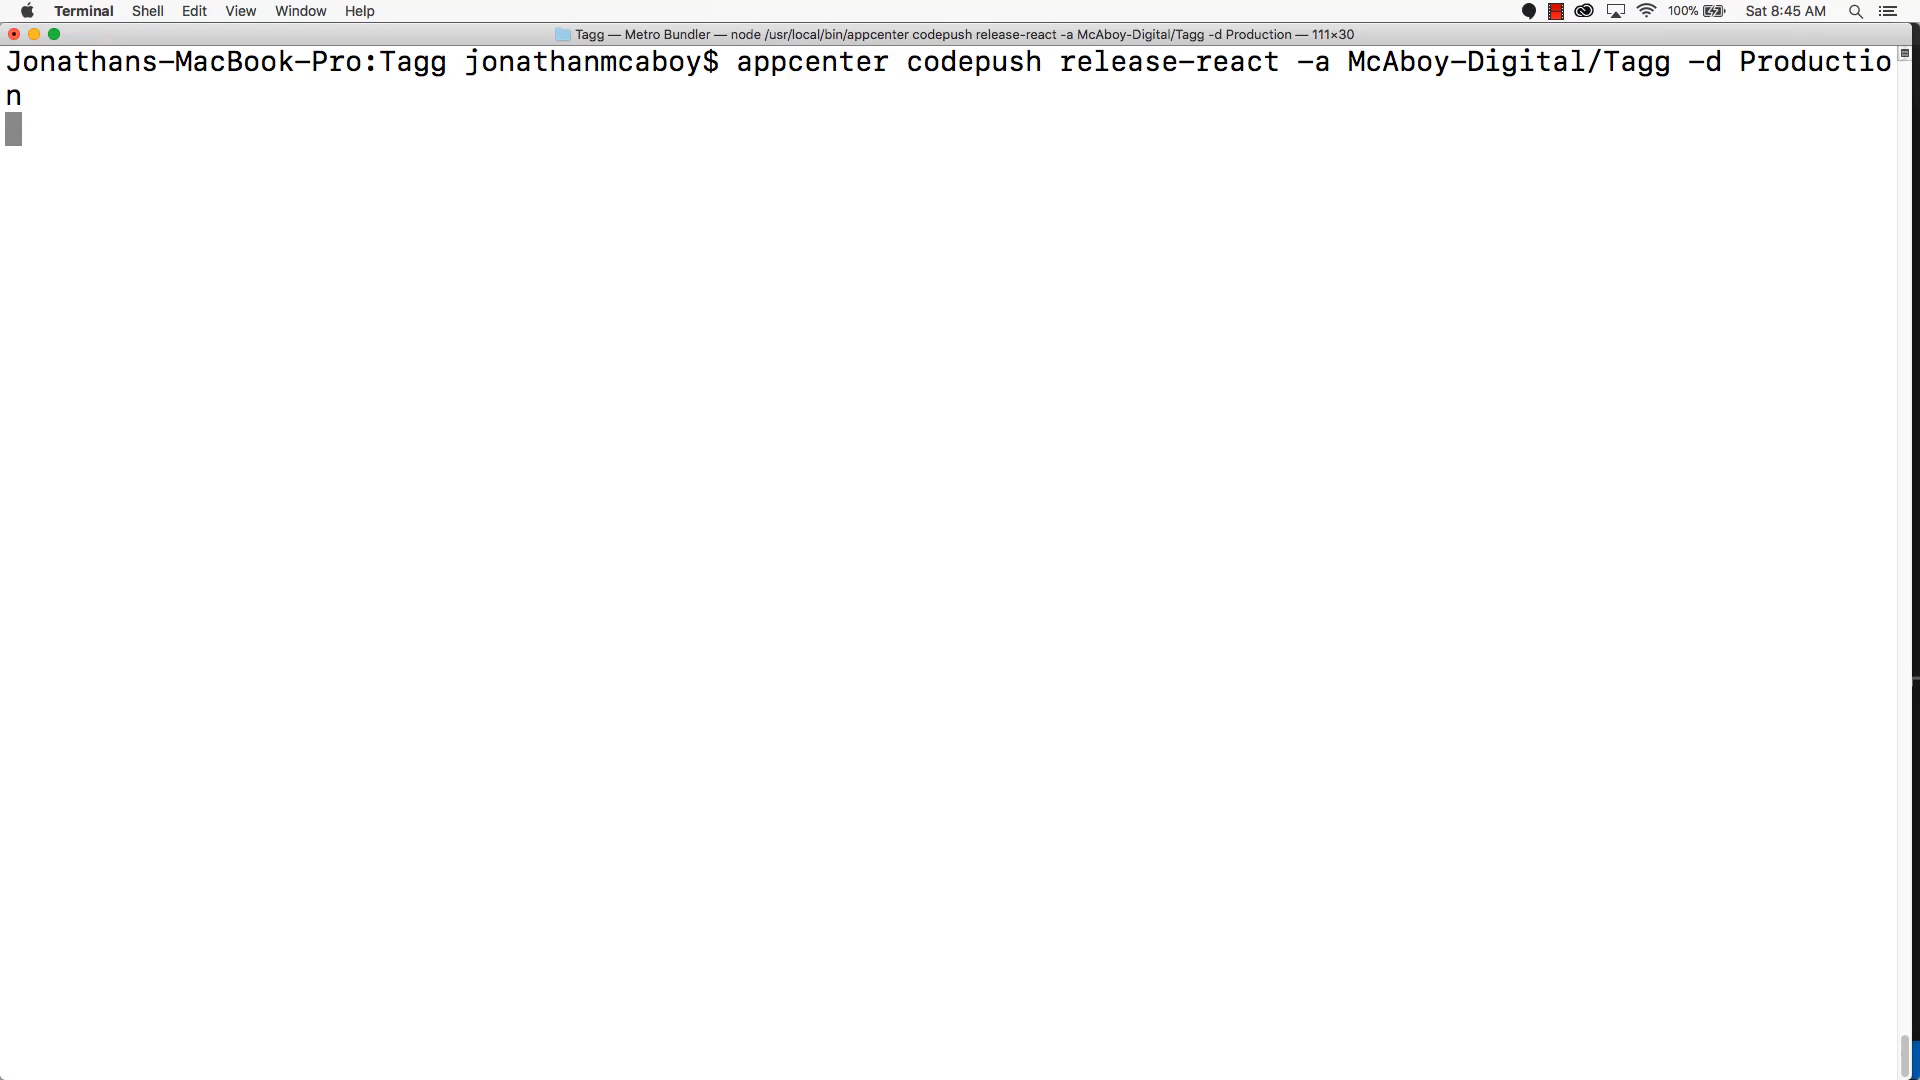 Terminal Shell Edit View Window Help 100% Sat 8:45 AM
Tagg — Metro Bundler — node /usr/local/bin/appcenter codepush release-react -a McAboy-Digital/Tagg -d Production — 111×30
Jonathans-MacBook-Pro:Tagg jonathanmcaboy$ appcenter codepush release-react -a McAboy-Digital/Tagg -d Productio
n